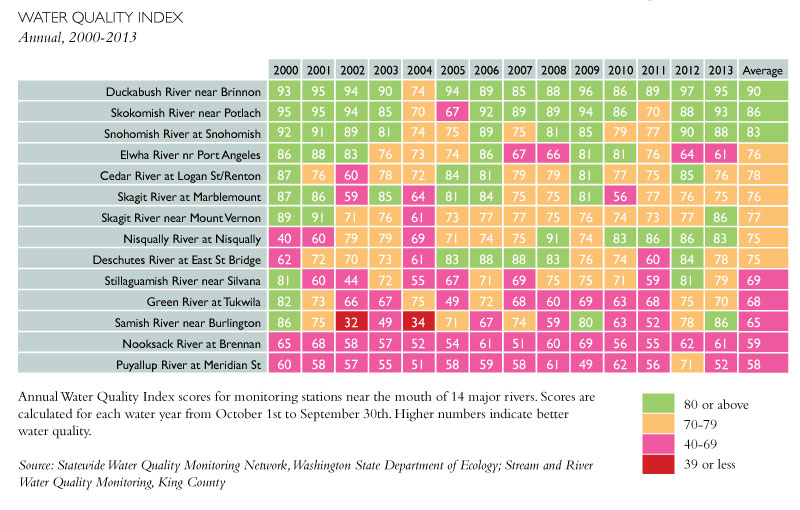 WATER QUALITY INDEX
Annual, 2000-2013
2000 2001 2002 2003 2004 2005 2006 2007 2008 2009 2010 2011 2012 2013 Average
Duckabush River near Brinnon 93 95 94 90 74 94 89 85 88 96 86 89 97 95 90
Skokomish River near Potlach 95 95 94 85 70 67 92 89 89 94 86 70 88 93 86
Snohomish River at Snohomish 92 91 89 81 74 75 89 75 81 85 79 77 90 88 83
Elwha River nr Port Angeles 86 88 83 76 73 74 86 67 66 81 81 76 64 61 76
Cedar River at Logan St/Renton 87 76 60 78 72 84 81 79 79 81 77 75 85 76 78
Skagit River at Marblemount 87 86 59 85 64 81 84 75 75 81 56 77 76 75 76
Skagit River near Mount Vernon 89 91 71 76 61 73 77 77 75 76 74 73 77 86 77
Nisqually River at Nisqually 40 60 79 79 69 71 74 75 91 74 83 86 86 83 75
Deschutes River at East St Bridge 62 72 70 73 61 83 88 88 83 76 74 60 84 78 75
Stillaguamish River near Silvana 81 60 44 72 55 67 71 69 75 75 71 59 81 79 69
Green River at Tukwila 82 73 66 67 75 49 72 68 60 69 63 68 75 70 68
Samish River near Burlington 86 75 32 49 34 71 67 74 59 80 63 52 78 86 65
Nooksack River at Brennan 65 68 58 57 52 54 61 51 60 69 56 55 62 61 59
Puyallup River at Meridian St 60 58 57 55 51 58 59 58 61 49 62 56 71 52 58
Annual Water Quality Index scores for monitoring stations near the mouth of 14 major rivers. Scores are
calculated for each water year from October 1st to September 30th. Higher numbers indicate better
water quality.
Source: Statewide Water Quality Monitoring Network, Washington State Department of Ecology; Stream and River
Water Quality Monitoring, King County
80 or above
70-79
40-69
39 or less